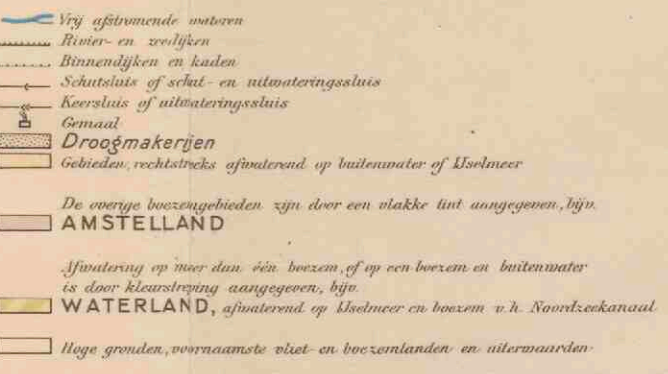 Vrij afstromende wateren
Rivier- en zeedijken
Binnendijken en kaden
Schutsluis of schut- en uitwateringssluis
Keersluis of uitwateringssluis
Gemaal
Droogmakerijen
Gebieden, rechtstreeks afwaterend op buitenwater of IJselmeer
De overige boezemgebieden zijn door een vlakke tint aangegeven, bijv.
AMSTELLAND
Afwatering op meer dan één boezem, of op een boezem en buitenwater
is door kleurstreping aangegeven, bijv.
WATERLAND, afwaterend op IJselmeer en boezem v.h. Noordzeekanaal
Hoge gronden, voornaamste vliet- en boezemlanden en uiterwaarden